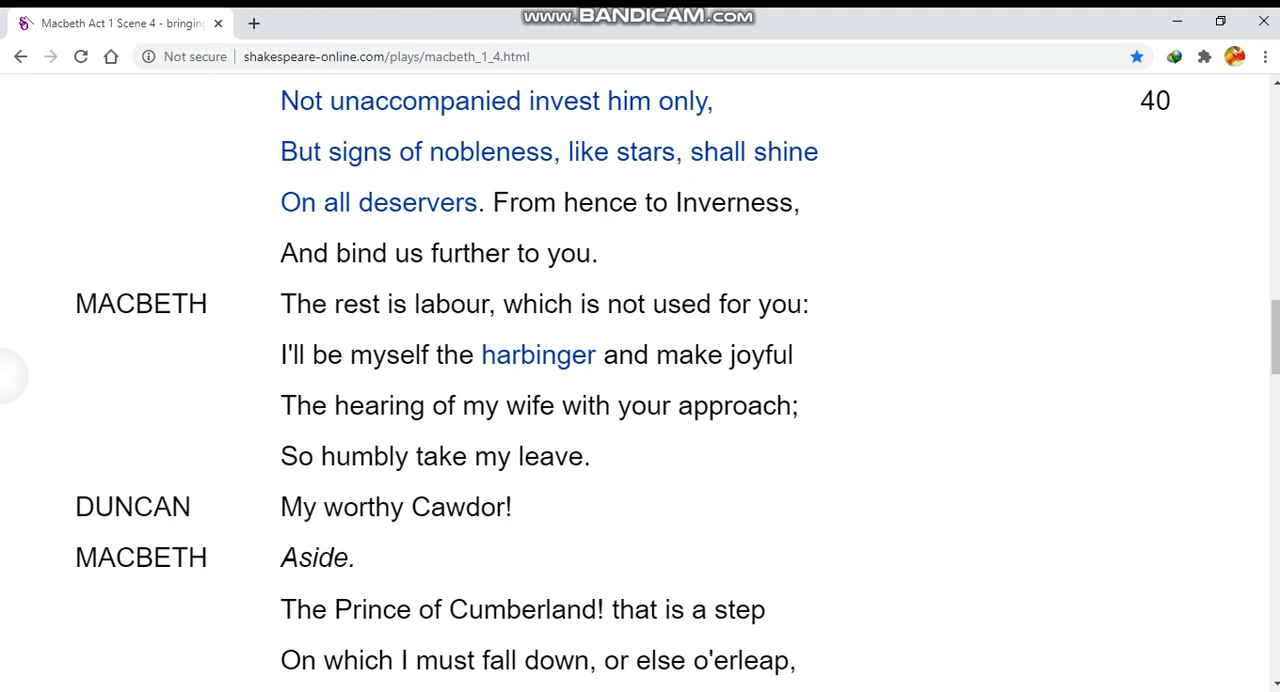 www.BANDICAM.com
Macbeth Act 1 Scene 4 - bringing
Not secure shakespeare-online.com/plays/macbeth_1_4.html
Not unaccompanied invest him only, 40
But signs of nobleness, like stars, shall shine
On all deservers. From hence to Inverness,
And bind us further to you.
MACBETH The rest is labour, which is not used for you:
I'll be myself the harbinger and make joyful
The hearing of my wife with your approach;
So humbly take my leave.
DUNCAN My worthy Cawdor!
MACBETH Aside.
The Prince of Cumberland! that is a step
On which I must fall down, or else o'erleap,